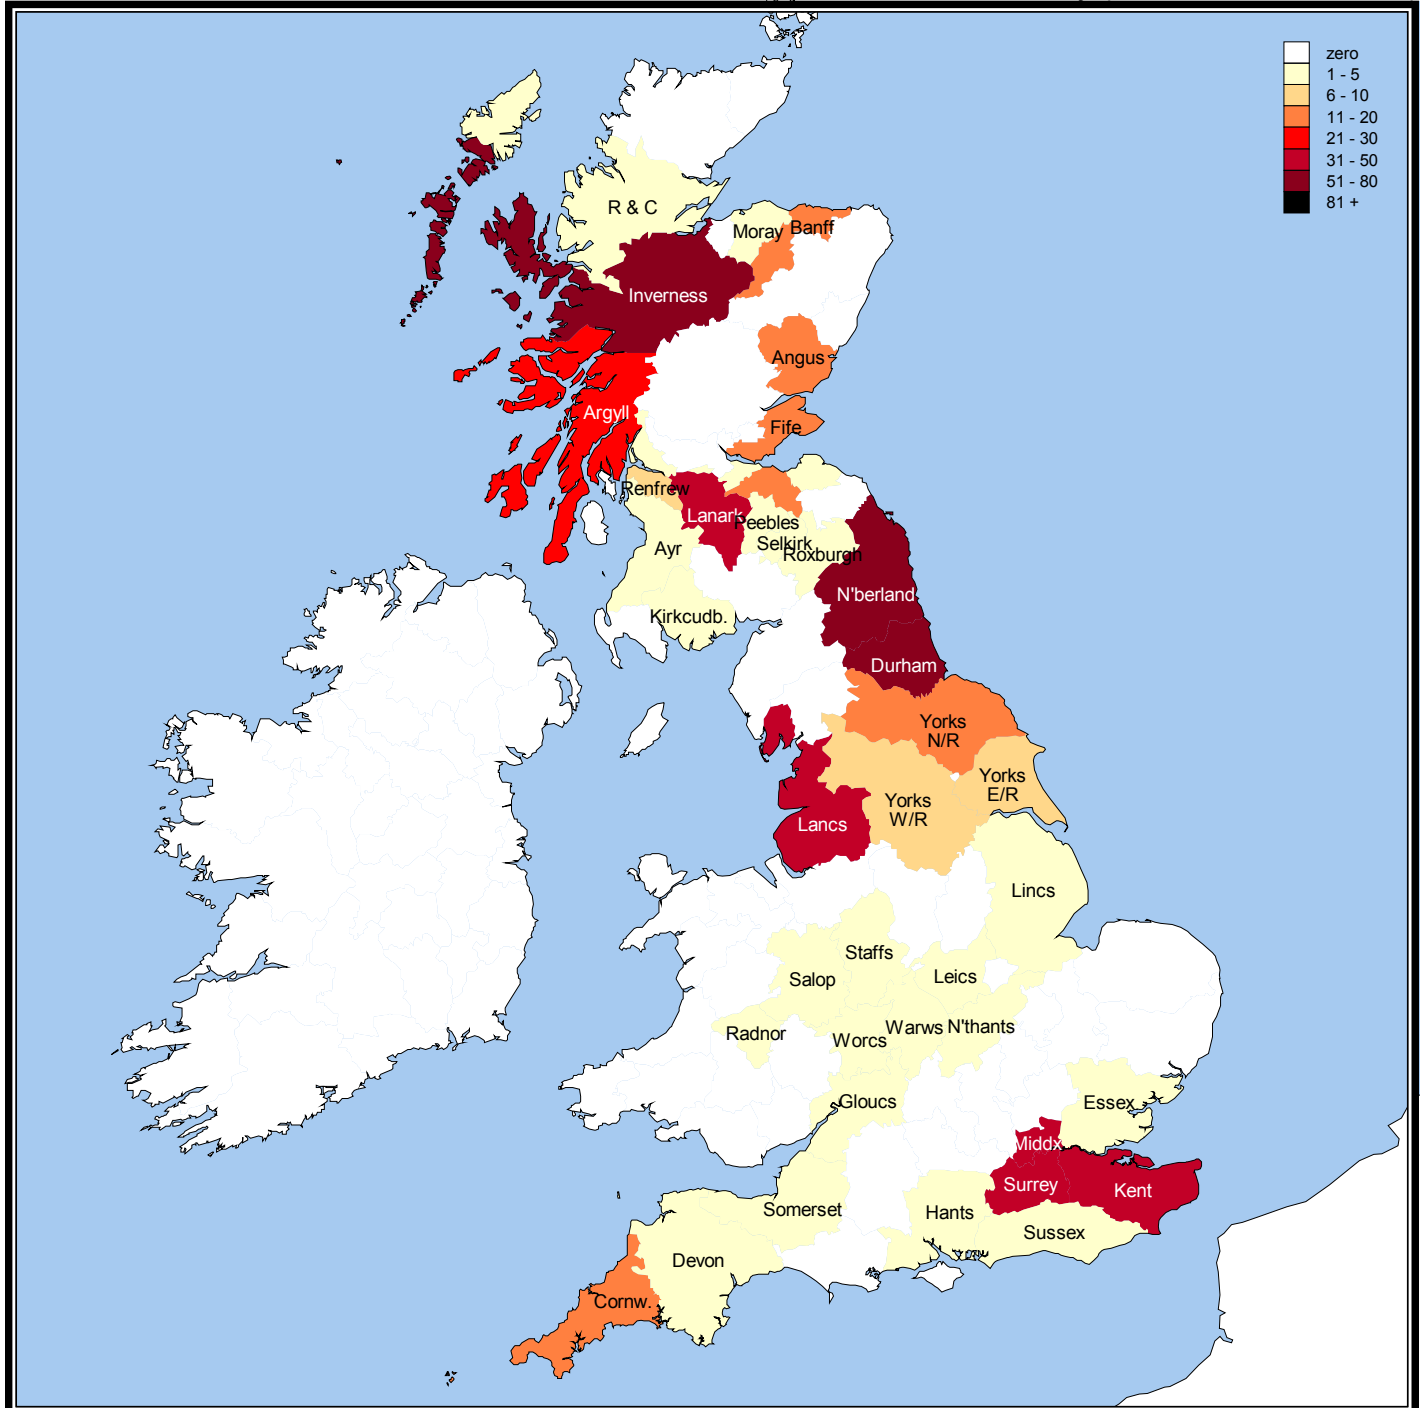 zero
1 - 5
6 - 10
11 - 20
21 - 30
31 - 50
51 - 80
81 +
R & C
Moray
Banff
Inverness
Angus
Argyll
Fife
Renfrew
Lanark
Peebles
Selkirk
Roxburgh
Ayr
N'berland
Kirkcudb.
Durham
Yorks
N/R
Yorks
E/R
Yorks
W/R
Lancs
Lincs
Staffs
Salop
Leics
Radnor
Worcs
Warws
N'thants
Gloucs
Essex
Middx
Surrey
Kent
Somerset
Hants
Sussex
Devon
Cornw.